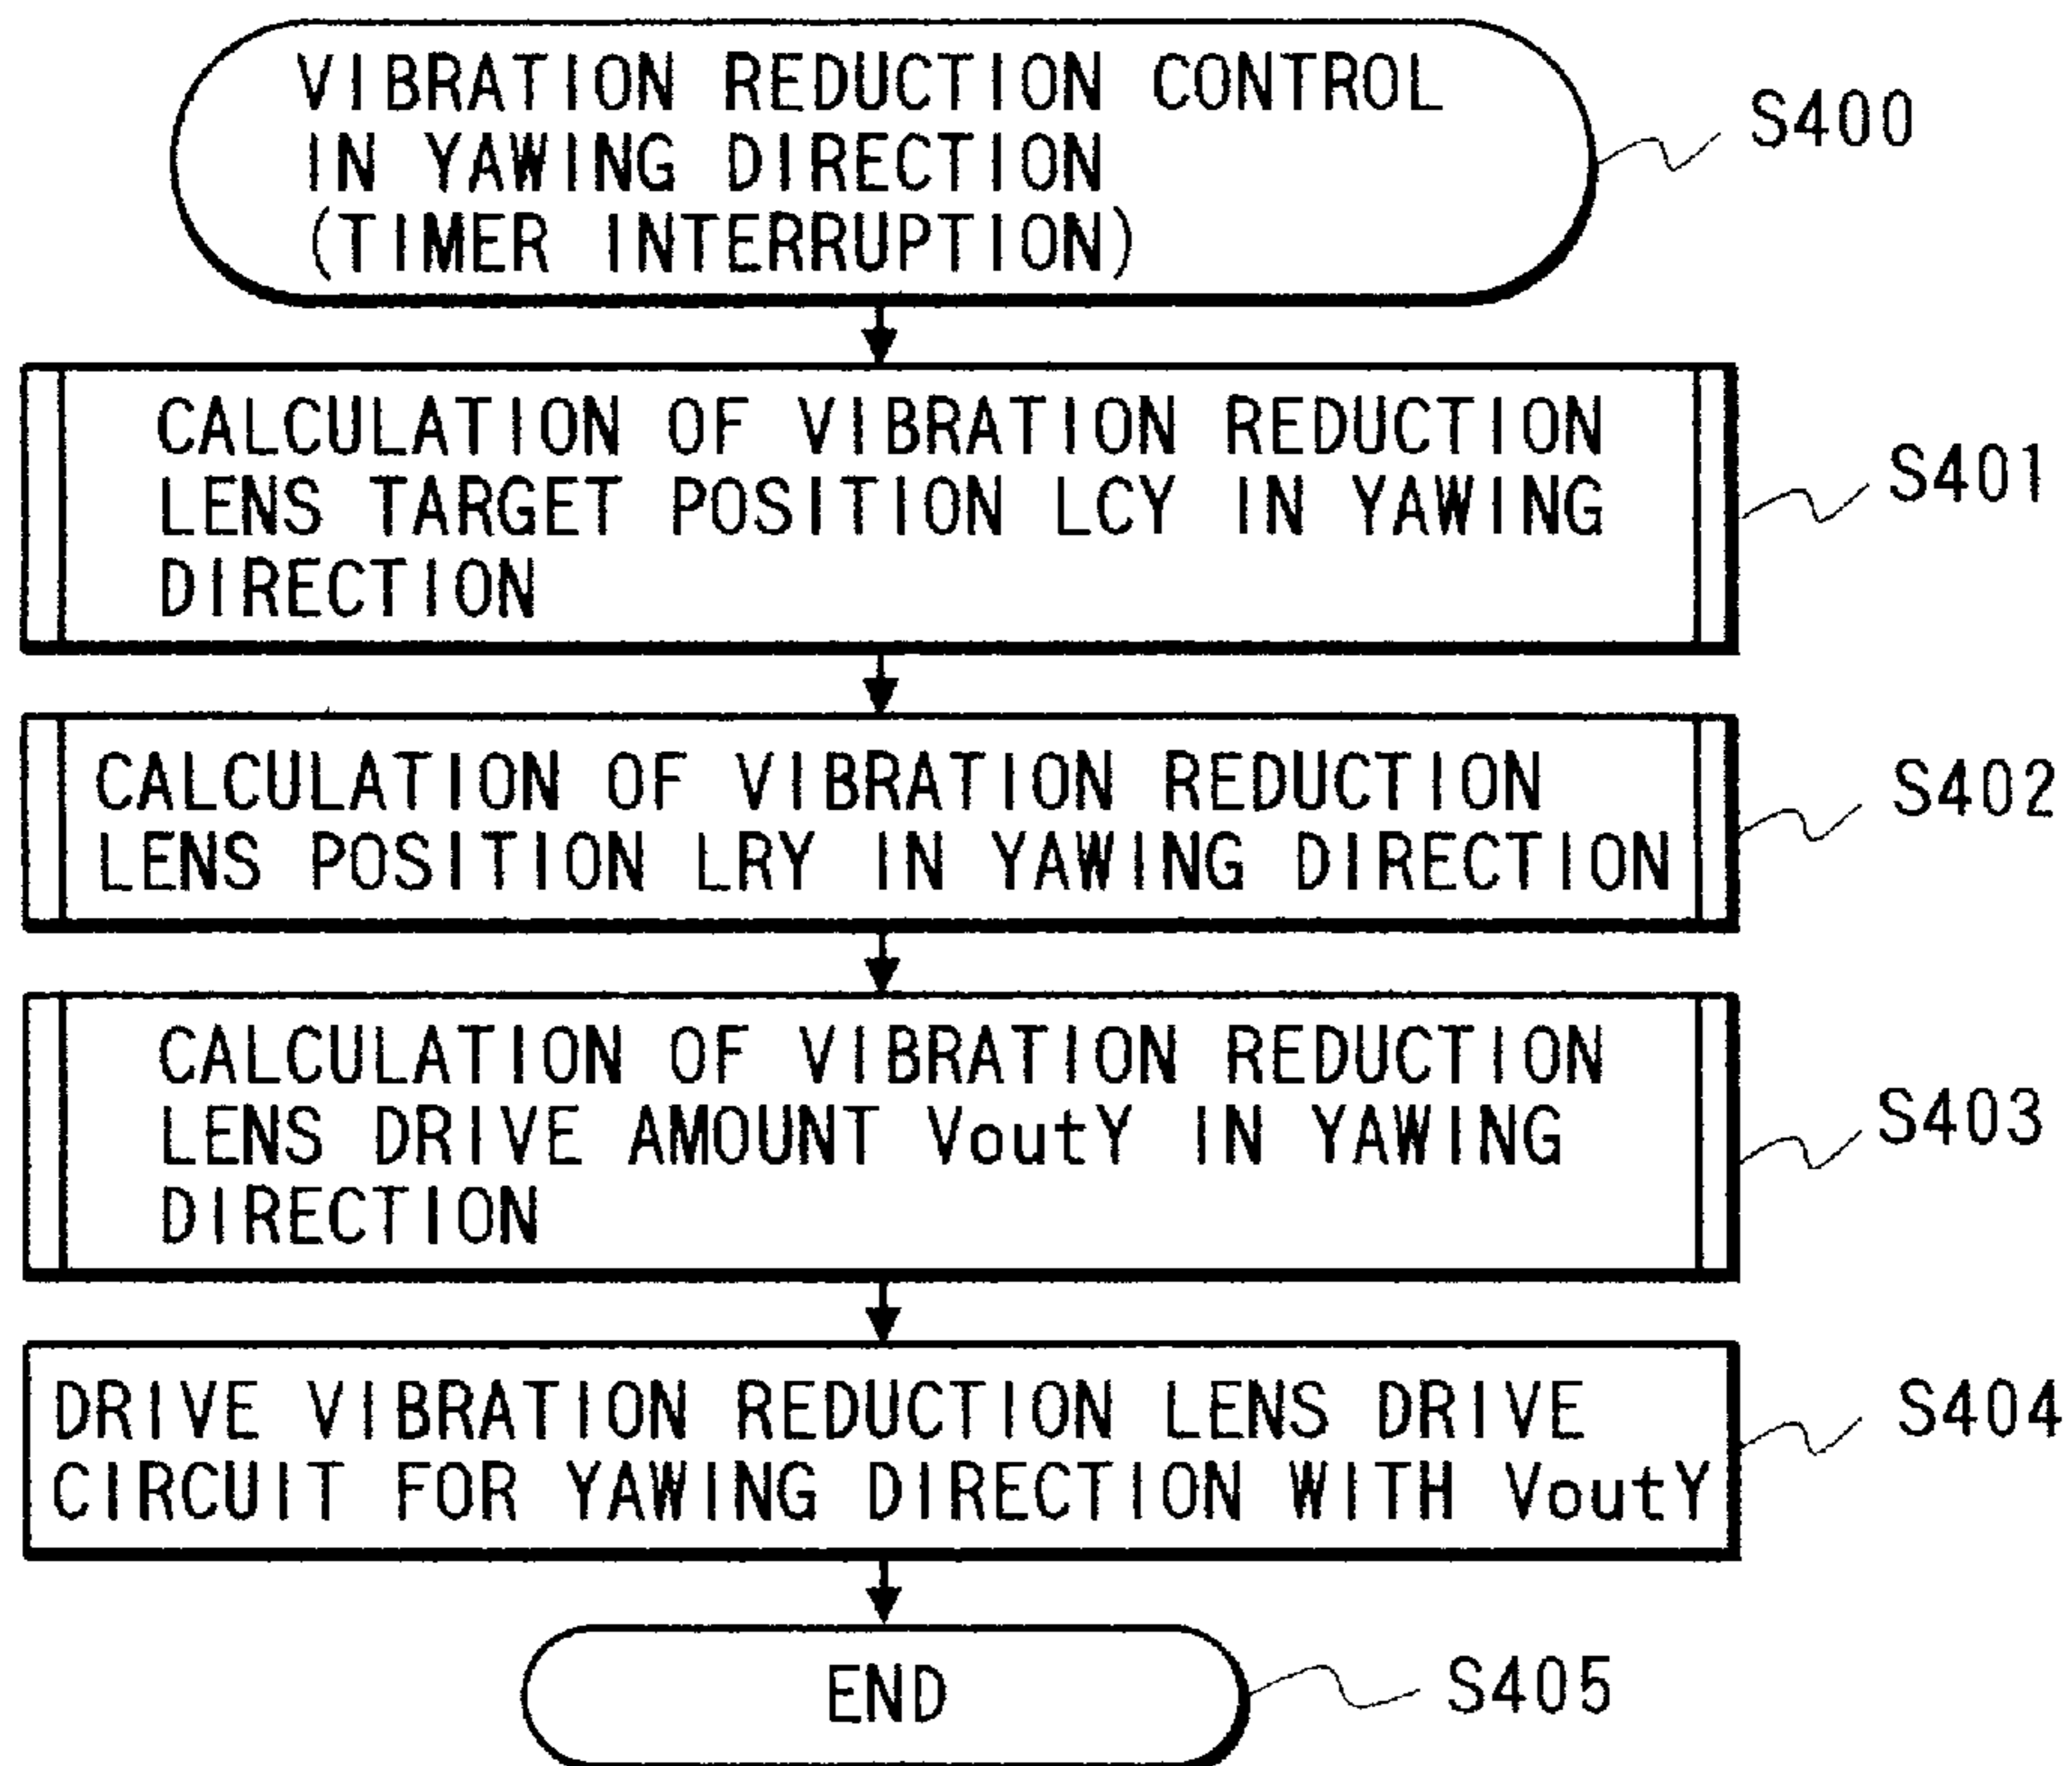 VIBRATION REDUCTION CONTROL
IN YAWING DIRECTION
(TIMER INTERRUPTION)
S400
CALCULATION OF VIBRATION REDUCTION
LENS TARGET POSITION LCY IN YAWING
DIRECTION
S401
CALCULATION OF VIBRATION REDUCTION
LENS POSITION LRY IN YAWING DIRECTION
S402
CALCULATION OF VIBRATION REDUCTION
LENS DRIVE AMOUNT VoutY IN YAWING
DIRECTION
S403
DRIVE VIBRATION REDUCTION LENS DRIVE
CIRCUIT FOR YAWING DIRECTION WITH VoutY
S404
END
S405